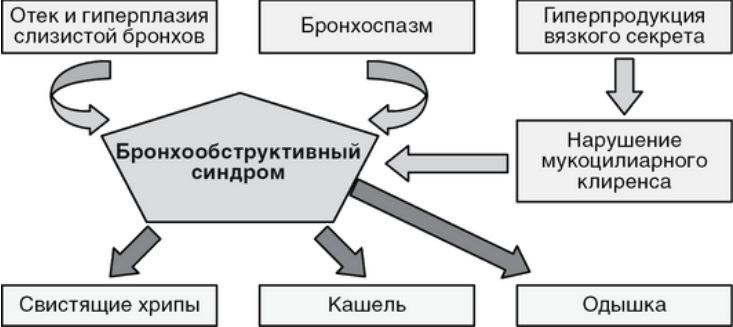 Отек и гиперплазия
слизистой бронхов
Бронхоспазм
Гиперпродукция
вязкого секрета
Бронхообструктивный
синдром
Нарушение
мукоцилиарного
клиренса
Свистящие хрипы
Кашель
Одышка